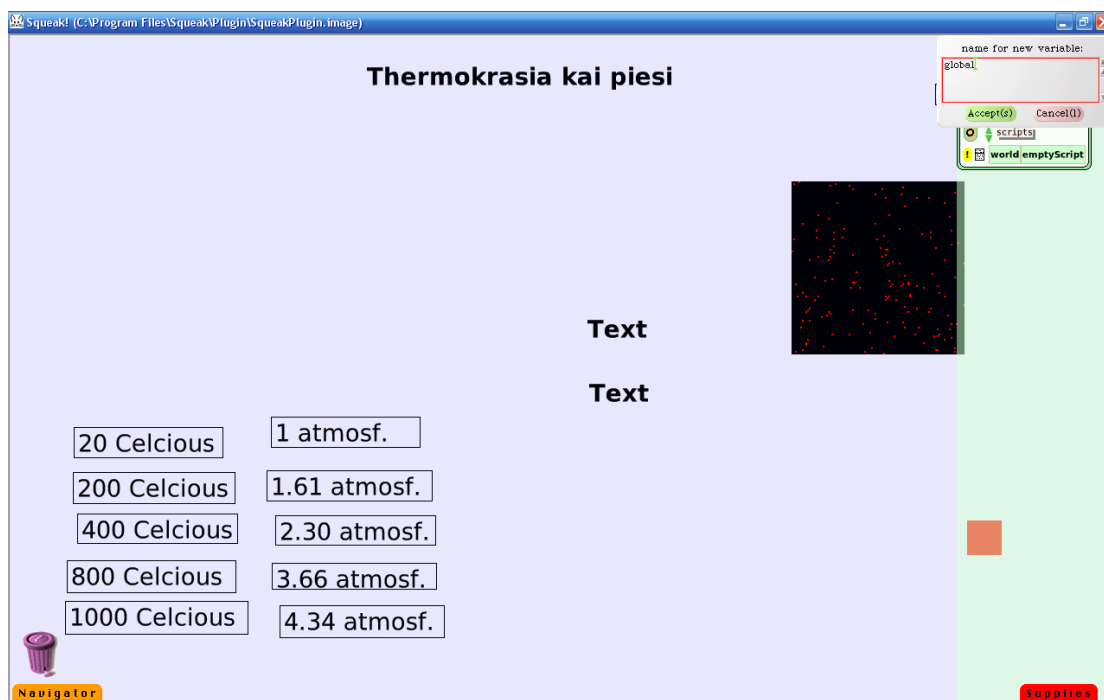 Squeak! (C:\Program Files\Squeak\Plugin\SqueakPlugin.image)
name for new variable:
global
Accept(s) Cancel(l)
Thermokrasia kai piesi
scripts
! world emptyScript
Text
Text
20 Celcious 1 atmosf.
200 Celcious 1.61 atmosf.
400 Celcious 2.30 atmosf.
800 Celcious 3.66 atmosf.
1000 Celcious 4.34 atmosf.
Navigator Supplies